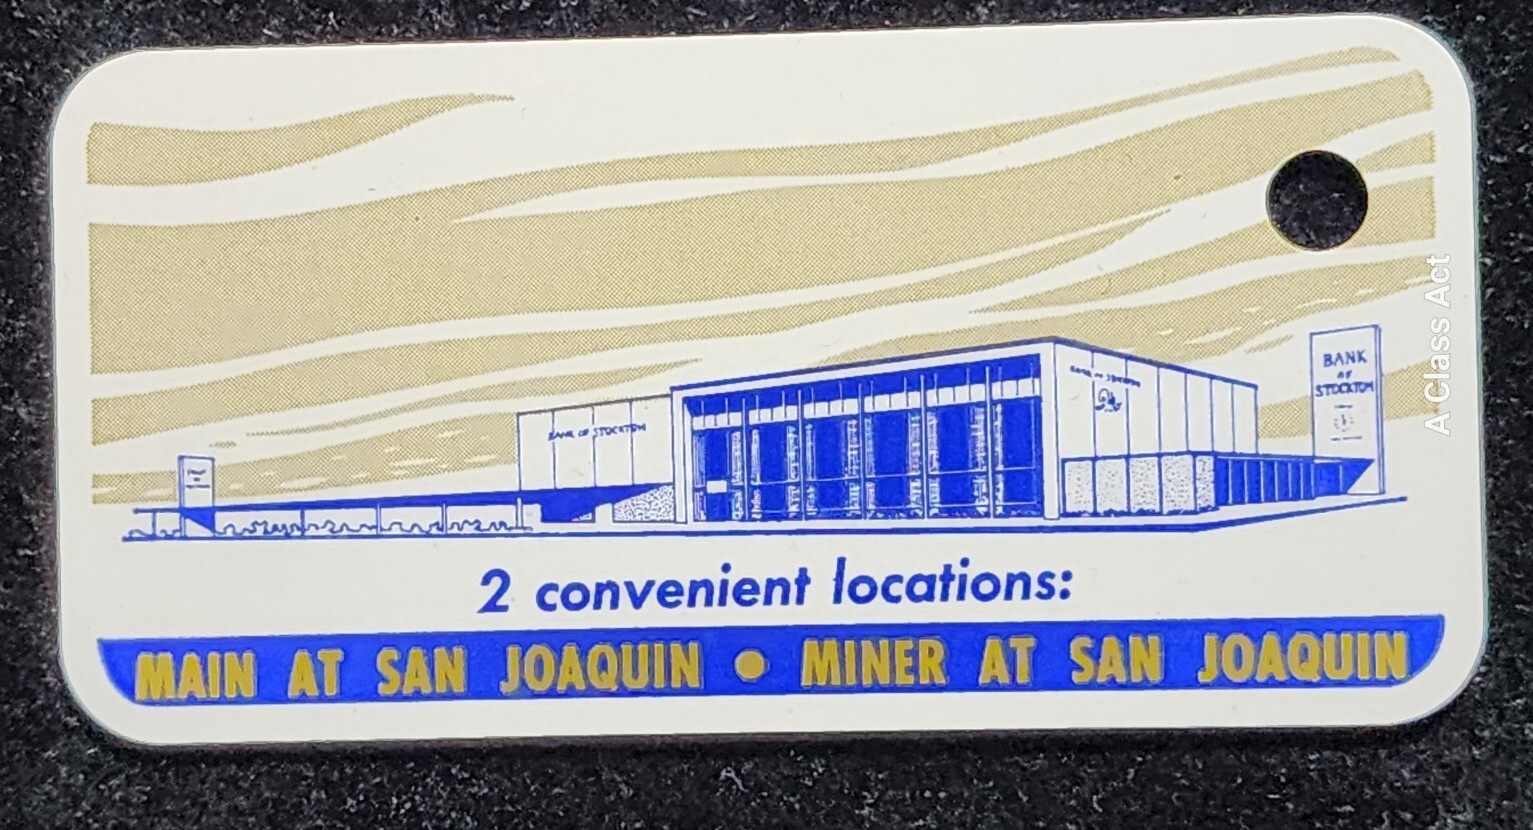 BANK OF STOCKTON
BANK OF STOCKTON
BANK
OF
STOCKTON
2 convenient locations:
MAIN AT SAN JOAQUIN • MINER AT SAN JOAQUIN
A Class Act